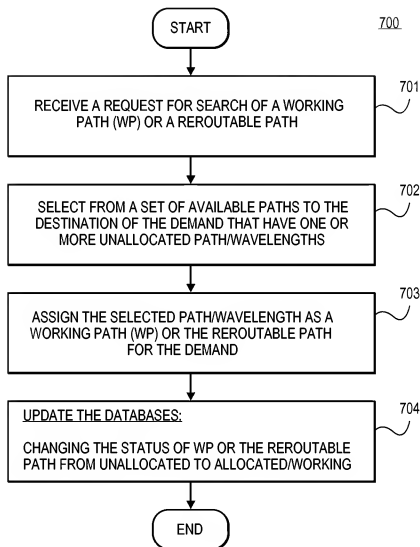 START
700
RECEIVE A REQUEST FOR SEARCH OF A WORKING
PATH (WP) OR A REROUTABLE PATH
701
SELECT FROM A SET OF AVAILABLE PATHS TO THE
DESTINATION OF THE DEMAND THAT HAVE ONE OR
MORE UNALLOCATED PATH/WAVELENGTHS
702
ASSIGN THE SELECTED PATH/WAVELENGTH AS A
WORKING PATH (WP) OR THE REROUTABLE PATH
FOR THE DEMAND
703
UPDATE THE DATABASES:
CHANGING THE STATUS OF WP OR THE REROUTABLE
PATH FROM UNALLOCATED TO ALLOCATED/WORKING
704
END